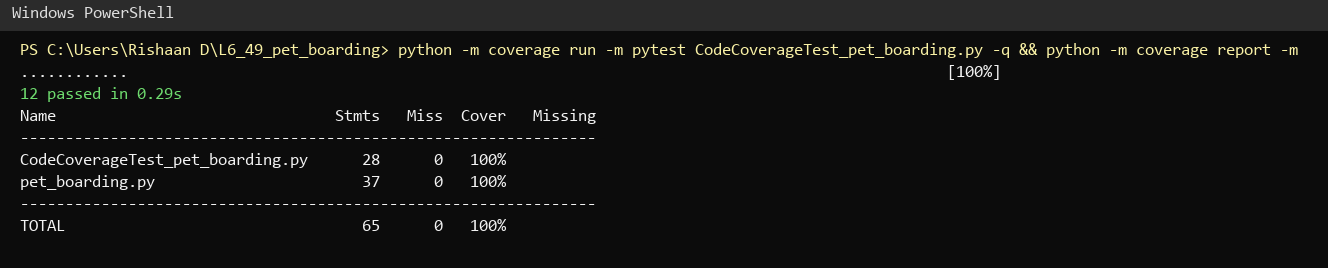 Windows PowerShell
PS C:\Users\Rishaan D\L6_49_pet_boarding> python -m coverage run -m pytest CodeCoverageTest_pet_boarding.py -q && python -m coverage report -m
............ [100%]
12 passed in 0.29s
Name Stmts Miss Cover Missing
----------------------------------------------------------------
CodeCoverageTest_pet_boarding.py 28 0 100%
pet_boarding.py 37 0 100%
----------------------------------------------------------------
TOTAL 65 0 100%